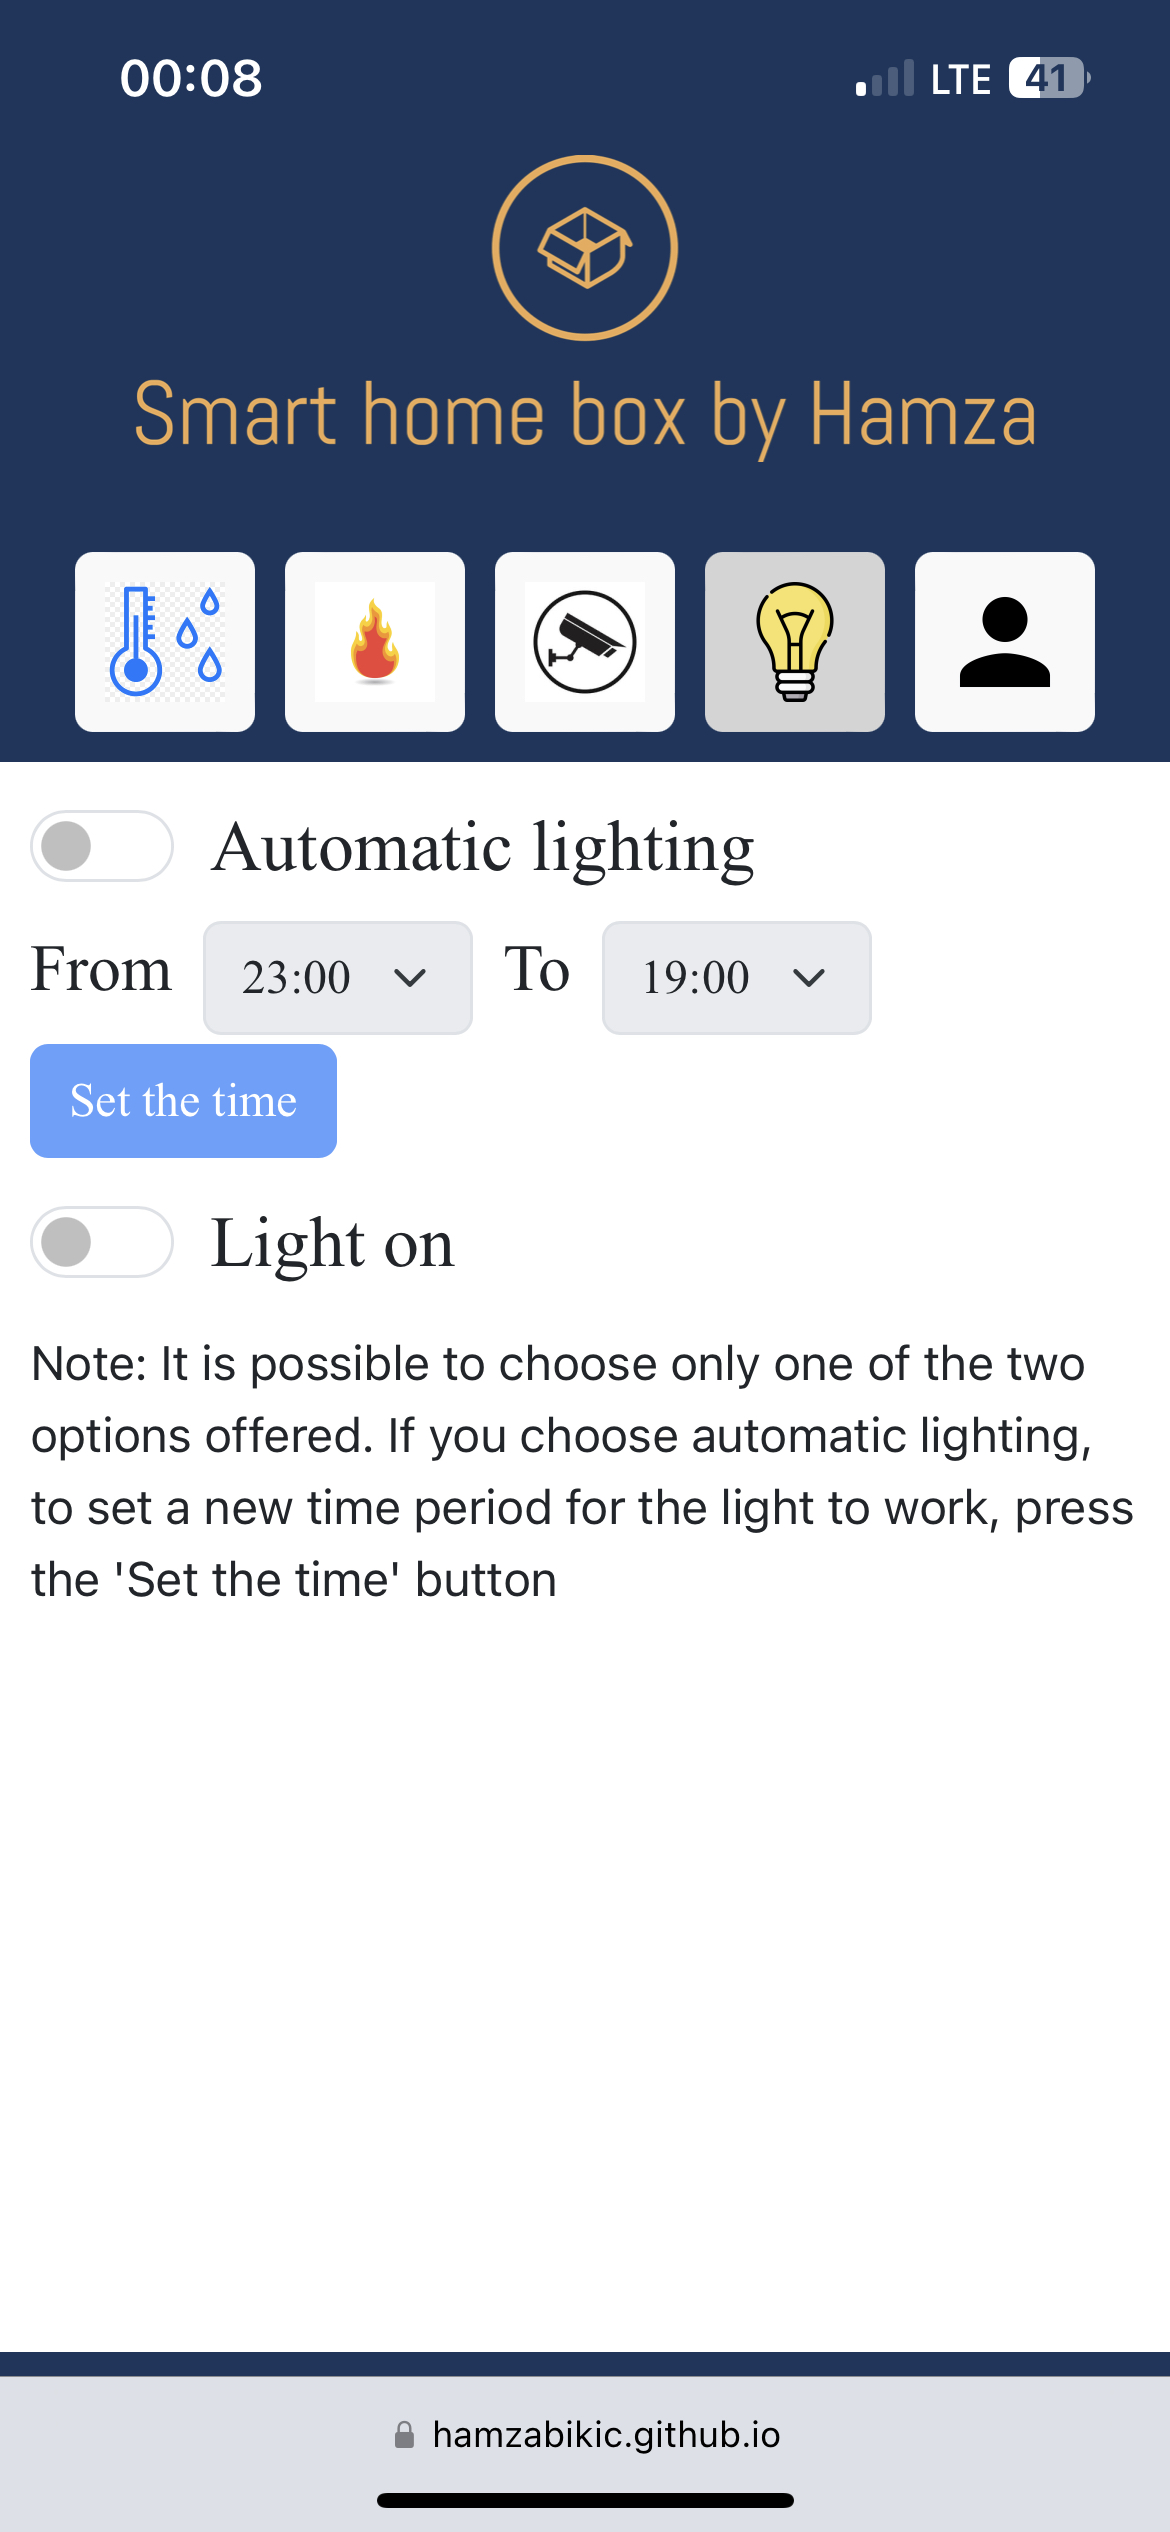 00:08 LTE 41
Smart home box by Hamza
Automatic lighting
From 23:00 To 19:00
Set the time
Light on
Note: It is possible to choose only one of the two
options offered. If you choose automatic lighting,
to set a new time period for the light to work, press
the 'Set the time' button
hamzabikic.github.io